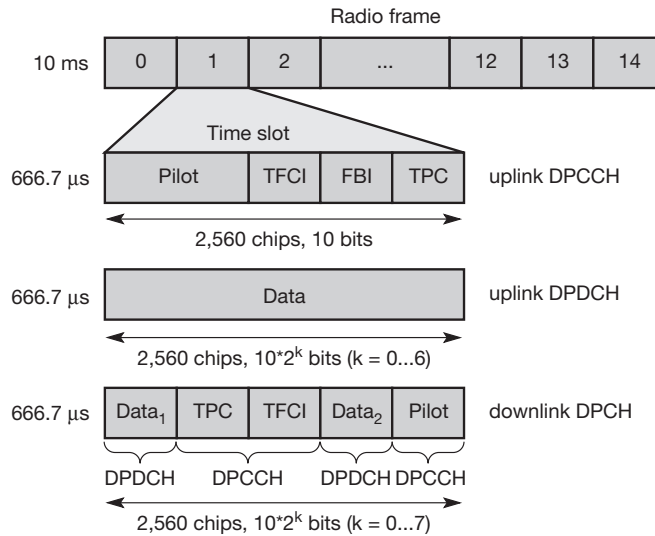 Radio frame
10 ms 0 1 2 ... 12 13 14
Time slot
666.7 μs Pilot TFCI FBI TPC uplink DPCCH
2,560 chips, 10 bits
666.7 μs Data uplink DPDCH
2,560 chips, 10*2^k bits (k = 0...6)
666.7 μs Data₁ TPC TFCI Data₂ Pilot downlink DPCH
DPDCH DPCCH DPDCH DPCCH
2,560 chips, 10*2^k bits (k = 0...7)